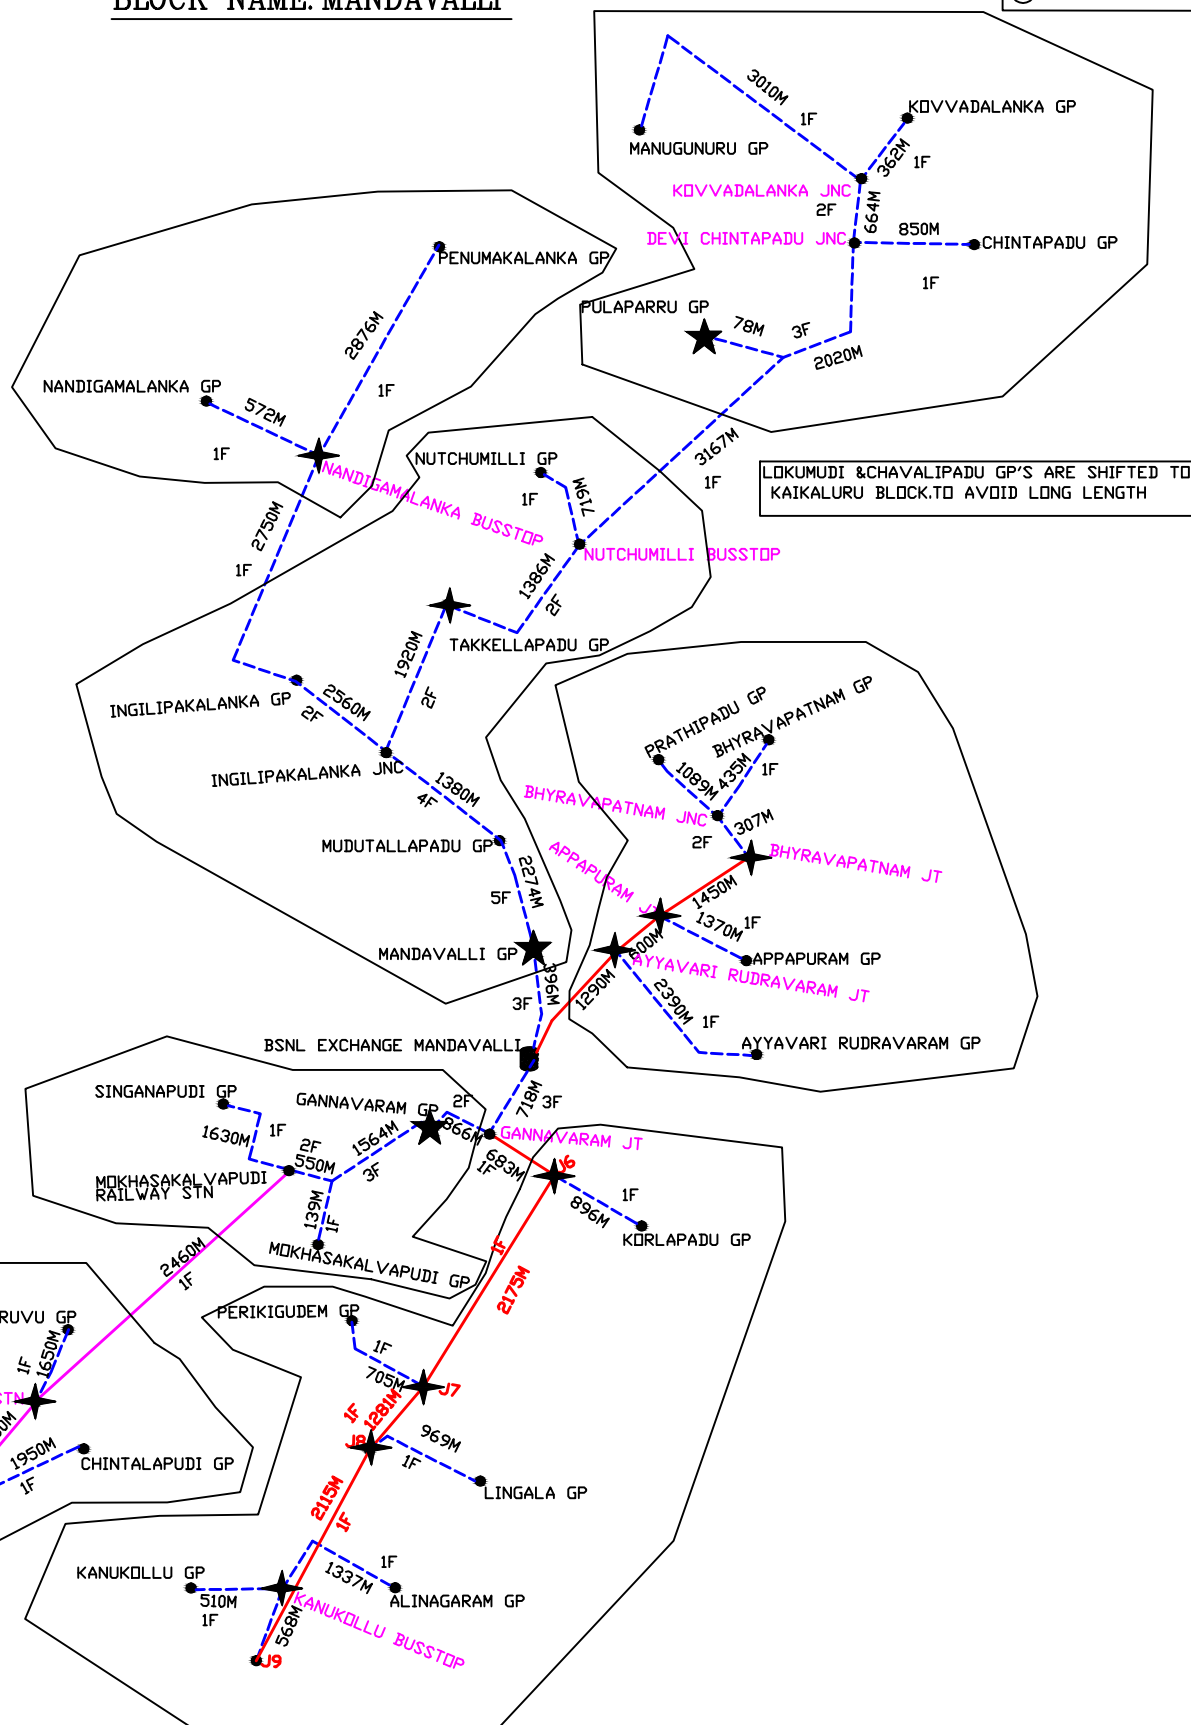 BLOCK NAME: MANDAVALLI
3010M
1F
KOVVADALANKA GP
MANUGUNURU GP
362M
1F
KOVVADALANKA JNC
2F
664M
850M
DEVI CHINTAPADU JNC
CHINTAPADU GP
1F
PENUMAKALANKA GP
PULAPARRU GP
78M
3F
2020M
2876M
1F
NANDIGAMALANKA GP
572M
1F
NANDIGAMALANKA BUSSTOP
NUTCHUMILLI GP
1F
719M
3167M
1F
LOKUMUDI &CHAVALIPADU GP'S ARE SHIFTED TO
KAIKALURU BLOCK.TO AVOID LONG LENGTH
2750M
1F
NUTCHUMILLI BUSSTOP
1386M
2F
TAKKELLAPADU GP
1920M
2F
INGILIPAKALANKA GP
2560M
2F
PRATHIPADU GP
BHYRAVAPATNAM GP
1089M
435M
1F
INGILIPAKALANKA JNC
1380M
4F
BHYRAVAPATNAM JNC
307M
2F
MUDUTALLAPADU GP
BHYRAVAPATNAM JT
APPAPURAM JT
2274M
5F
1450M
1370M
1F
MANDAVALLI GP
600M
APPAPURAM GP
AYYAVARI RUDRAVARAM JT
396M
3F
1290M
2390M
1F
BSNL EXCHANGE MANDAVALLI
AYYAVARI RUDRAVARAM GP
SINGANAPUDI GP
GANNAVARAM GP
2F
718M
3F
866M
GANNAVARAM JT
1630M
1F
2F
550M
1564M
3F
683M
1F
J6
MOKHASAKALVAPUDI
RAILWAY STN
139M
1F
896M
1F
KORLAPADU GP
MOKHASAKALVAPUDI GP
2460M
1F
1F
2175M
RUVU GP
PERIKIGUDEM GP
1F
1650M
1F
705M
J7
STN
0M
1F
1281M
J8
969M
1F
1950M
1F
CHINTALAPUDI GP
LINGALA GP
2115M
1F
KANUKOLLU GP
510M
1F
1337M
1F
ALINAGARAM GP
KANUKOLLU BUSSTOP
568M
J9